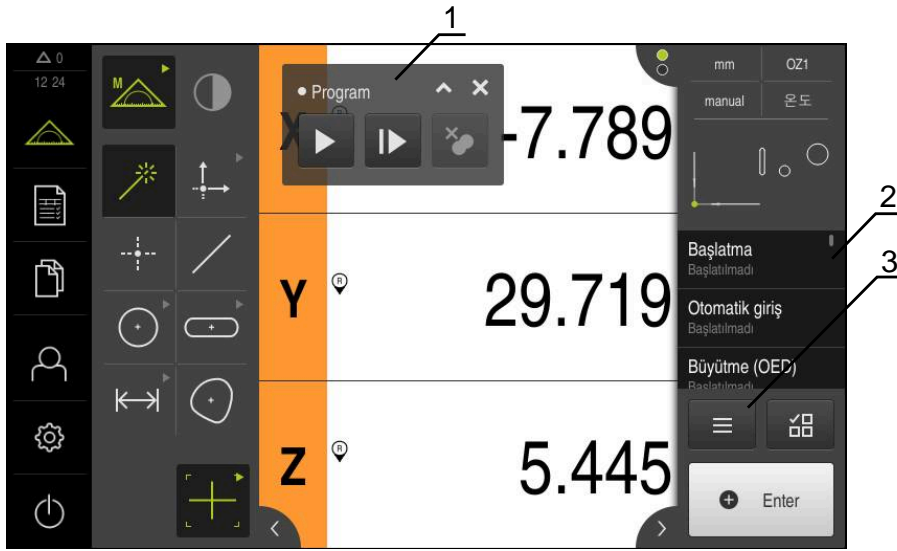 1
0
12 24
M
Program
mm
OZ1
manual
온도
X
-7.789
2
Başlatma
Başlatılmadı
3
Y
R
29.719
Otomatik giriş
Başlatılmadı
Büyütme (OED)
Başlatılmadı
Z
R
5.445
Enter